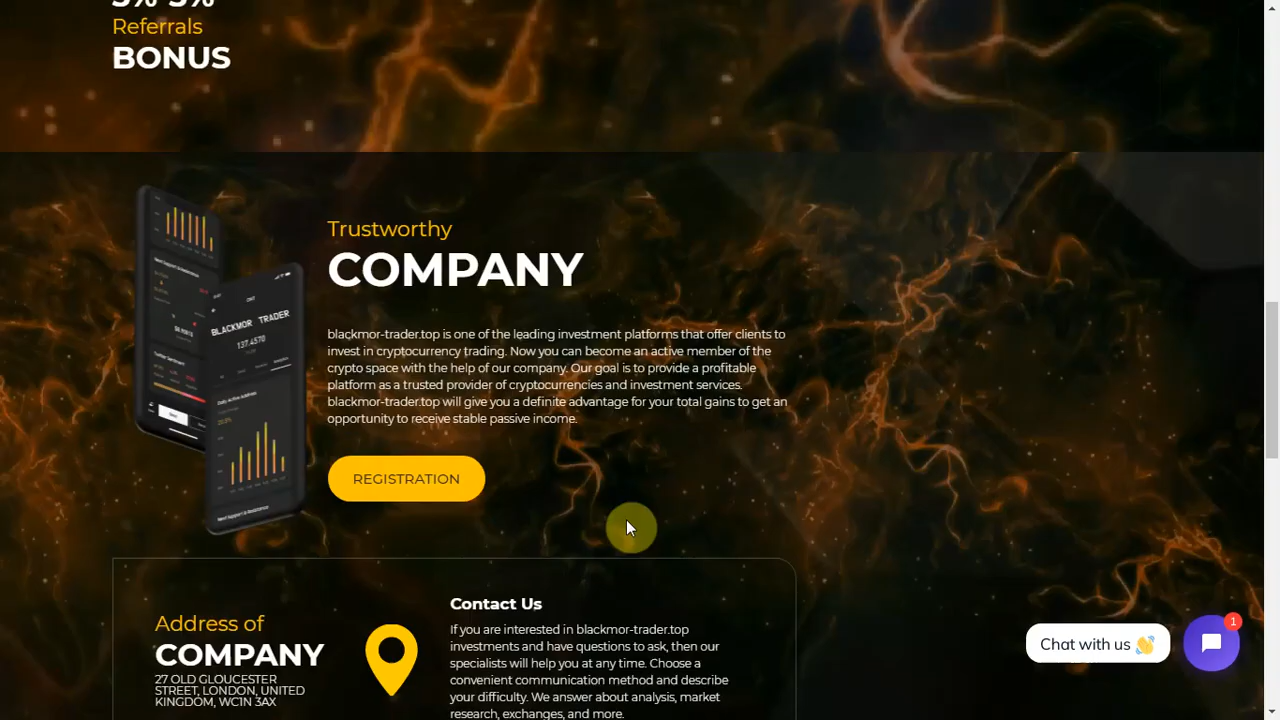 5% 3%
Referrals
BONUS
Trustworthy
COMPANY
BLACKMOR TRADER
137.4570
blackmor-trader.top is one of the leading investment platforms that offer clients to
invest in cryptocurrency trading. Now you can become an active member of the
crypto space with the help of our company. Our goal is to provide a profitable
platform as a trusted provider of cryptocurrencies and investment services.
blackmor-trader.top will give you a definite advantage for your total gains to get an
opportunity to receive stable passive income.
REGISTRATION
Address of
COMPANY
27 OLD GLOUCESTER
STREET, LONDON, UNITED
KINGDOM, WC1N 3AX
Contact Us
If you are interested in blackmor-trader.top
investments and have questions to ask, then our
specialists will help you at any time. Choose a
convenient communication method and describe
your difficulty. We answer about analysis, market
research, exchanges, and more.
Chat with us 👋
1